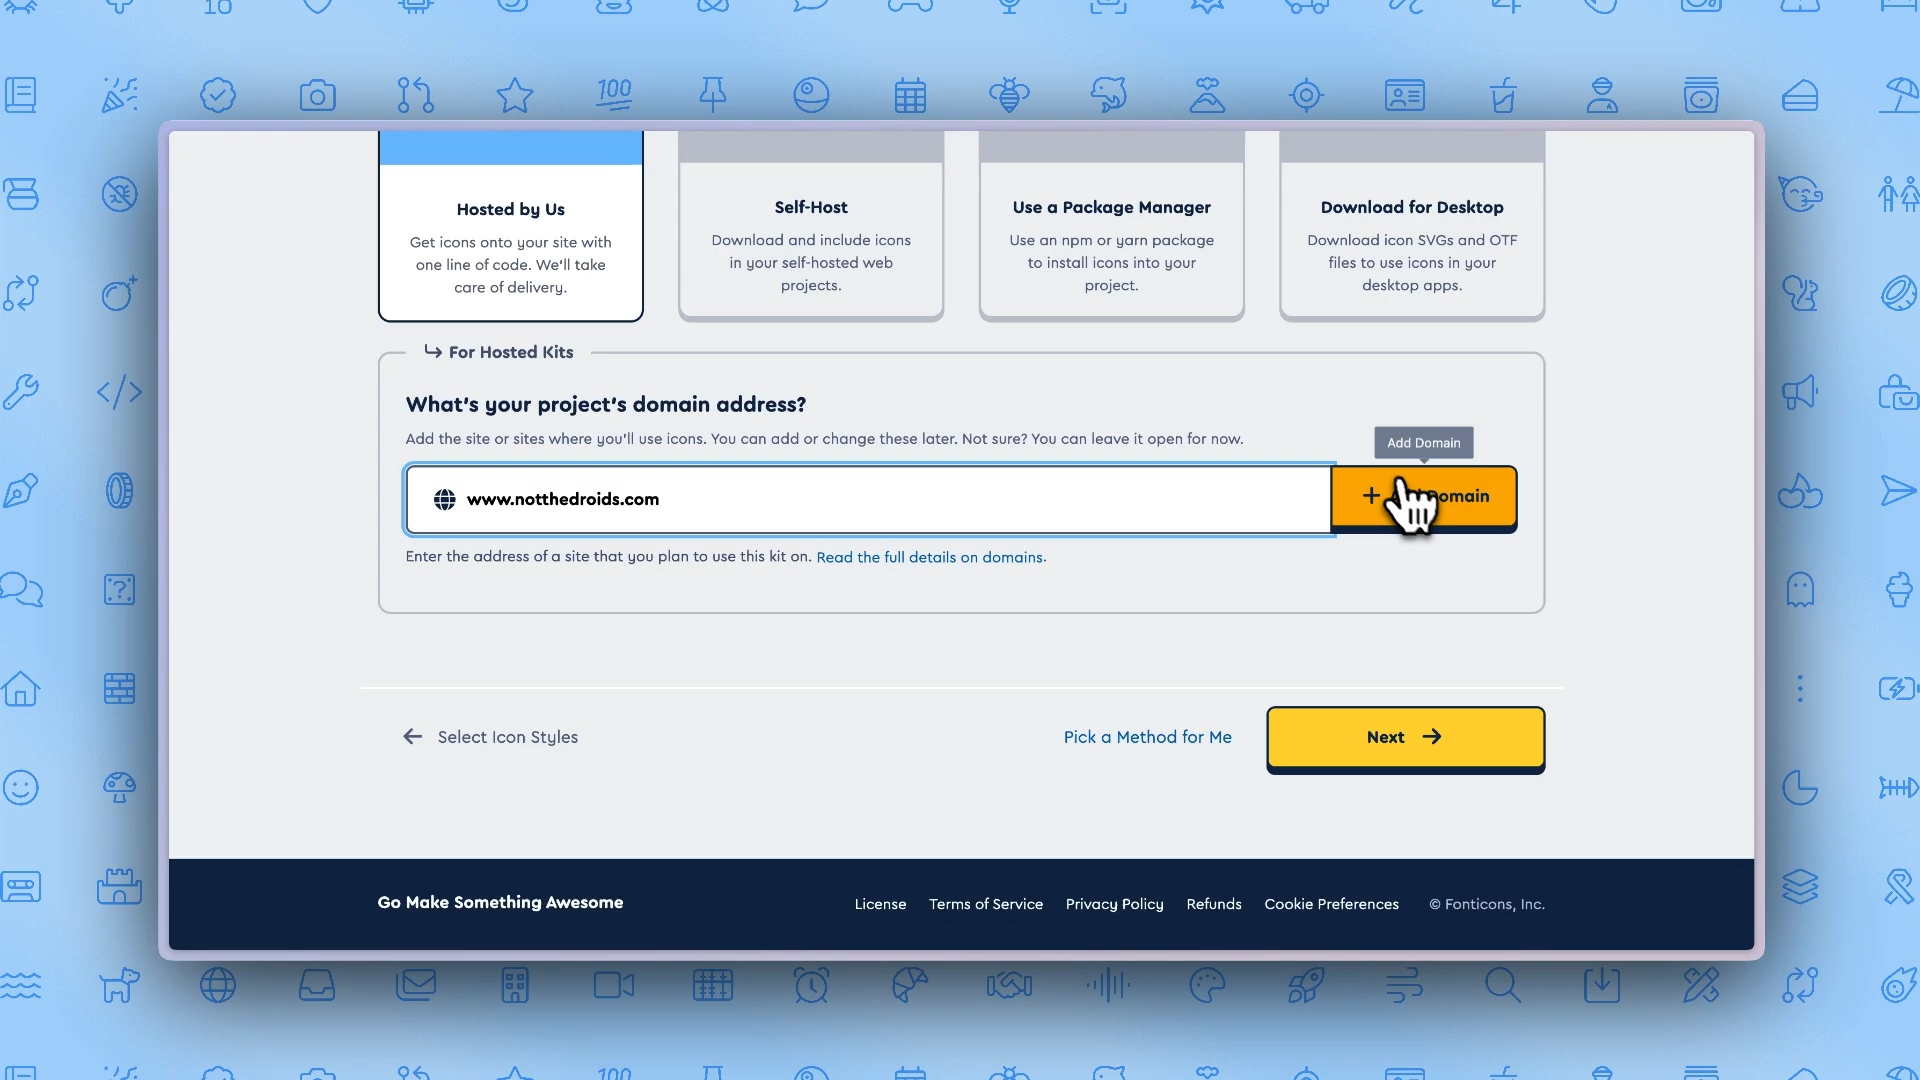 Hosted by Us
Get icons onto your site with
one line of code. We'll take
care of delivery.
Self-Host
Download and include icons
in your self-hosted web
projects.
Use a Package Manager
Use an npm or yarn package
to install icons into your
project.
Download for Desktop
Download icon SVGs and OTF
files to use icons in your
desktop apps.
For Hosted Kits
What's your project's domain address?
Add the site or sites where you'll use icons. You can add or change these later. Not sure? You can leave it open for now.
Add Domain
www.notthedroids.com
Enter the address of a site that you plan to use this kit on. Read the full details on domains.
Select Icon Styles
Pick a Method for Me
Next
Go Make Something Awesome
License
Terms of Service
Privacy Policy
Refunds
Cookie Preferences
© Fonticons, Inc.
10
100
100